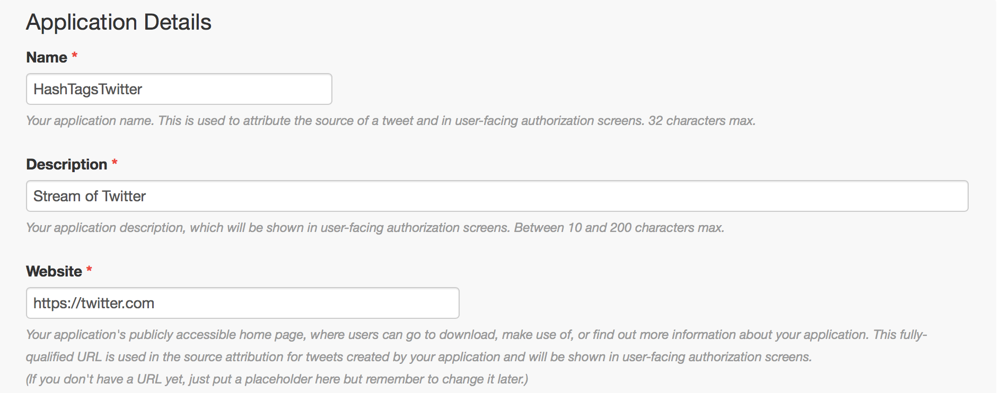 Application Details
Name *
HashTagsTwitter
Your application name. This is used to attribute the source of a tweet and in user-facing authorization screens. 32 characters max.
Description *
Stream of Twitter
Your application description, which will be shown in user-facing authorization screens. Between 10 and 200 characters max.
Website *
https://twitter.com
Your application's publicly accessible home page, where users can go to download, make use of, or find out more information about your application. This fully-
qualified URL is used in the source attribution for tweets created by your application and will be shown in user-facing authorization screens.
(If you don't have a URL yet, just put a placeholder here but remember to change it later.)